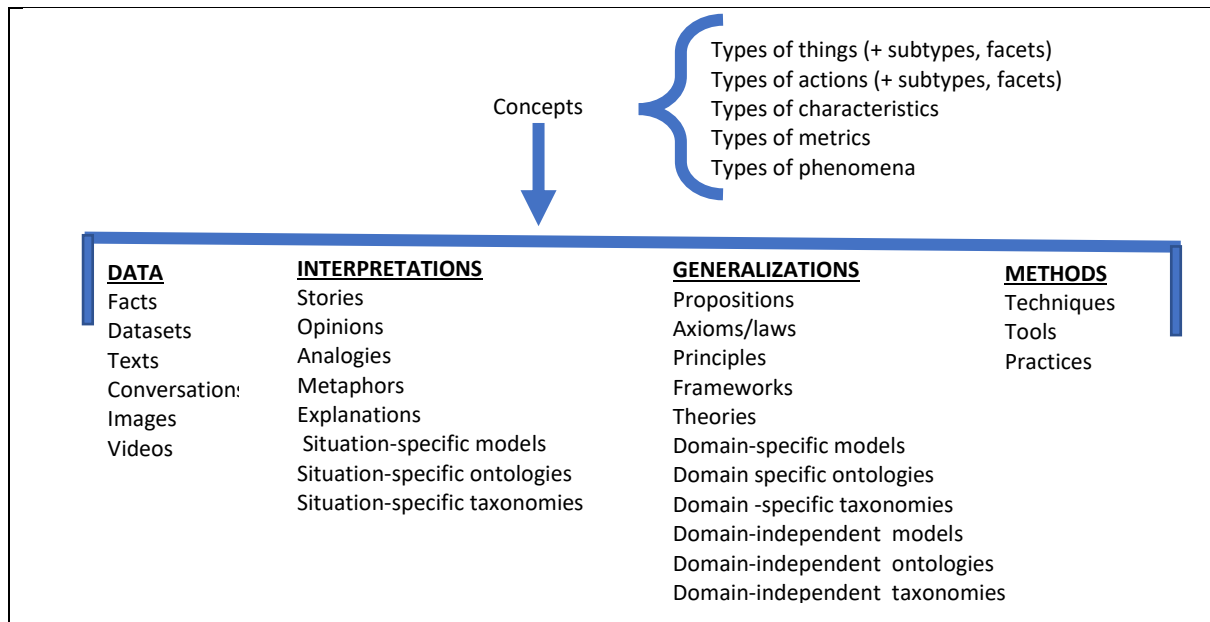 Types of things (+ subtypes, facets)
Types of actions (+ subtypes, facets)
Concepts
Types of characteristics
Types of metrics
Types of phenomena
DATA
Facts
Datasets
Texts
Conversations
Images
Videos
INTERPRETATIONS
Stories
Opinions
Analogies
Metaphors
Explanations
Situation-specific models
Situation-specific ontologies
Situation-specific taxonomies
GENERALIZATIONS
Propositions
Axioms/laws
Principles
Frameworks
Theories
Domain-specific models
Domain specific ontologies
Domain -specific taxonomies
Domain-independent models
Domain-independent ontologies
Domain-independent taxonomies
METHODS
Techniques
Tools
Practices